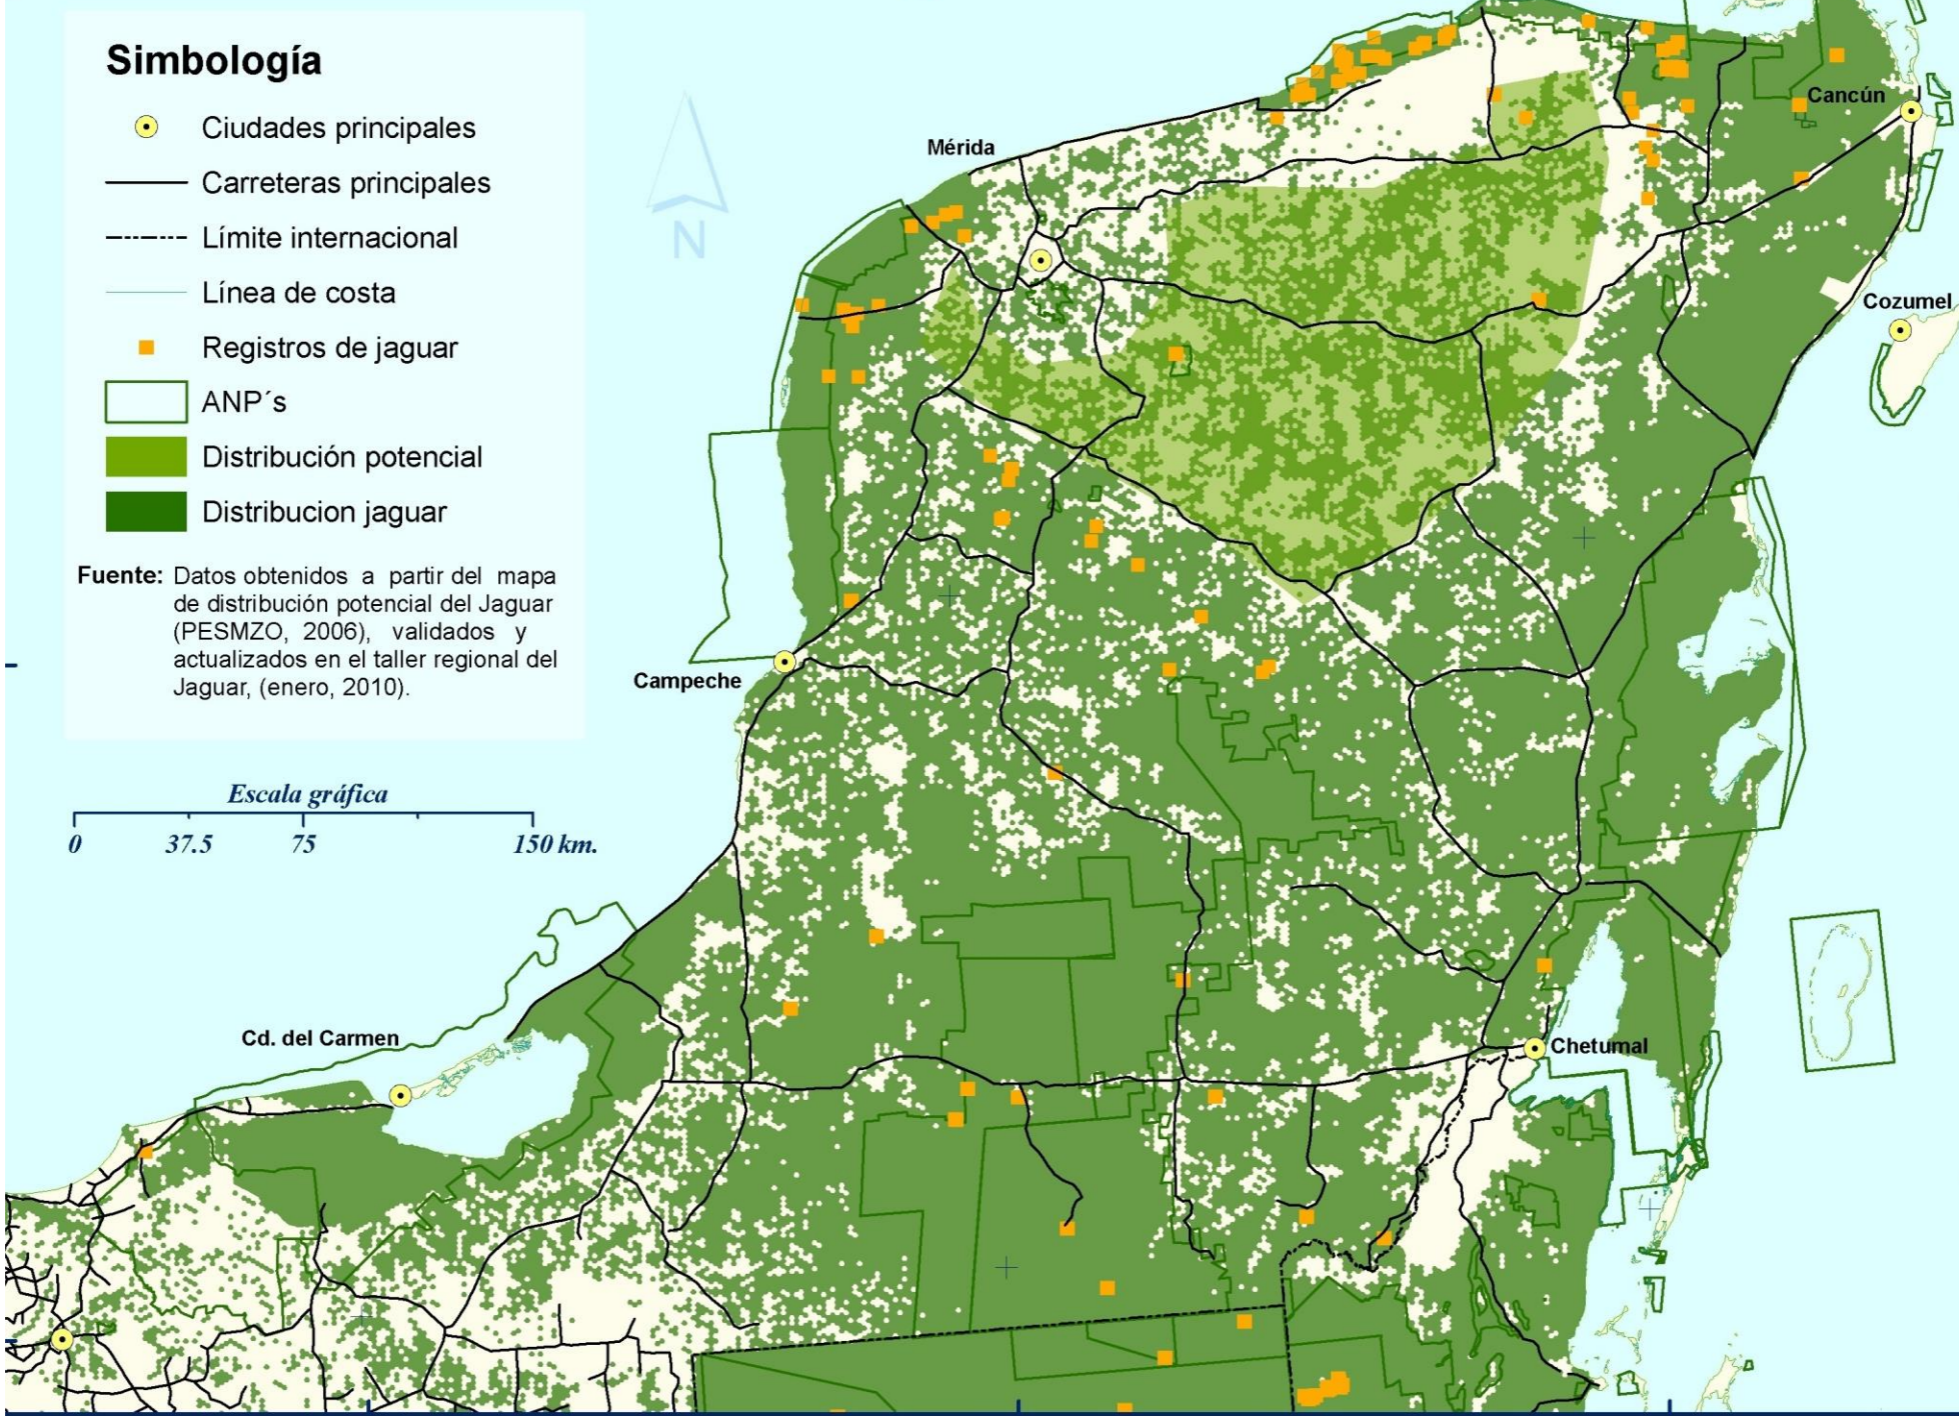 Simbología
Ciudades principales
Carreteras principales
Límite internacional
Línea de costa
Registros de jaguar
ANP´s
Distribución potencial
Distribucion jaguar
Fuente: Datos obtenidos a partir del mapa
de distribución potencial del Jaguar
(PESMZO, 2006), validados y
actualizados en el taller regional del
Jaguar, (enero, 2010).
Escala gráfica
0 37.5 75 150 km.
N
Mérida
Cancún
Cozumel
Campeche
Cd. del Carmen
Chetumal